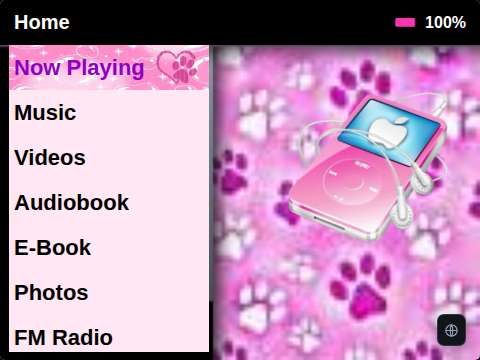 Home
100%
Now Playing
Music
Videos
Audiobook
E-Book
Photos
FM Radio